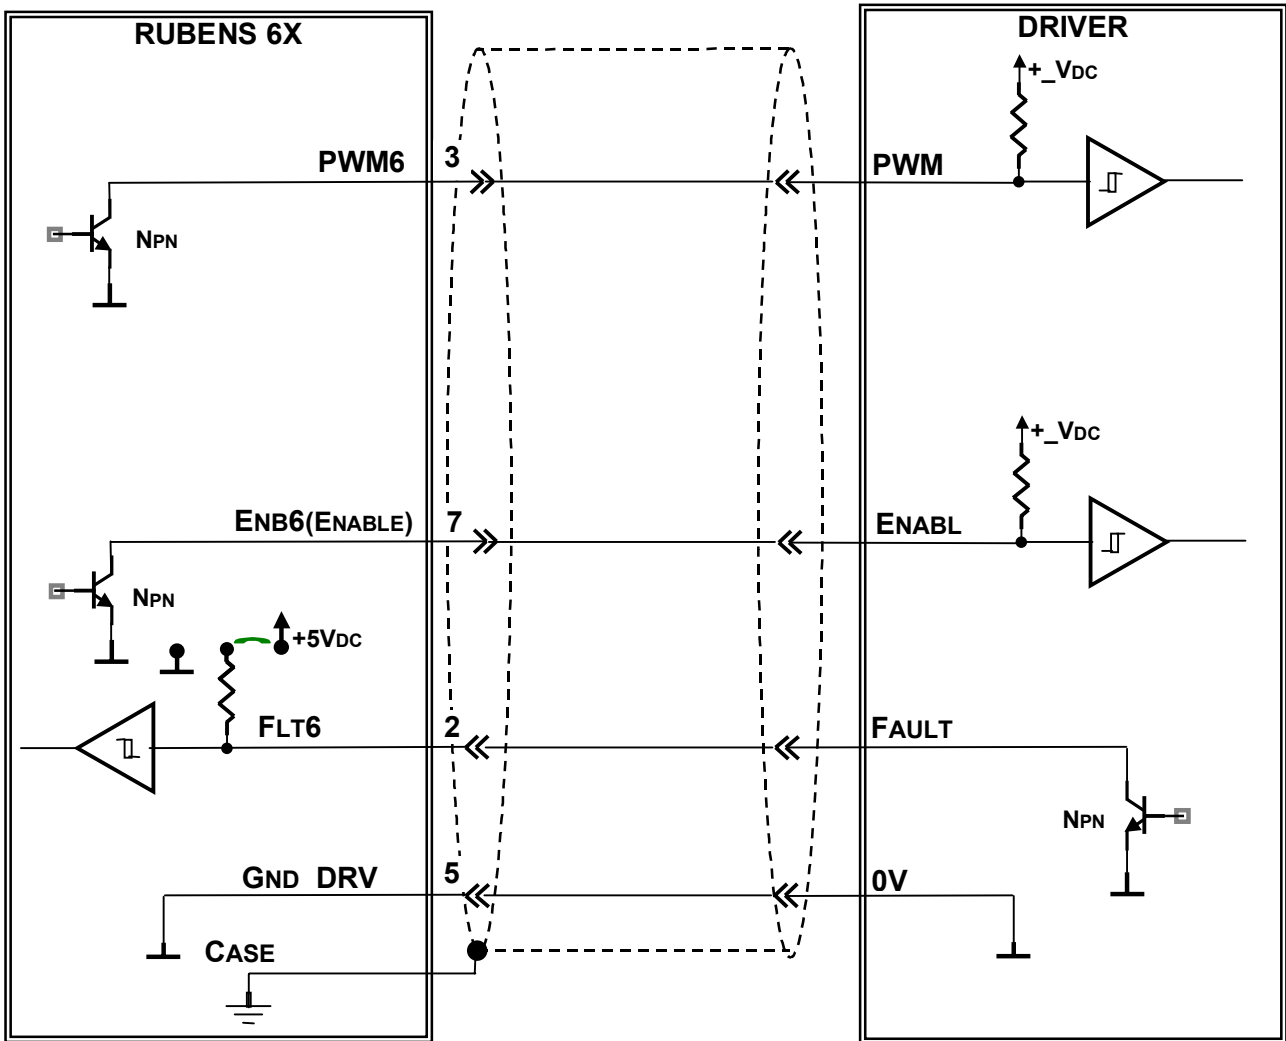 RUBENS 6X
DRIVER
+_VDC
PWM6 3 PWM
NPN
+_VDC
ENB6(ENABLE) 7 ENABL
NPN
+5VDC
FLT6 2 FAULT
NPN
GND DRV 5 0V
CASE